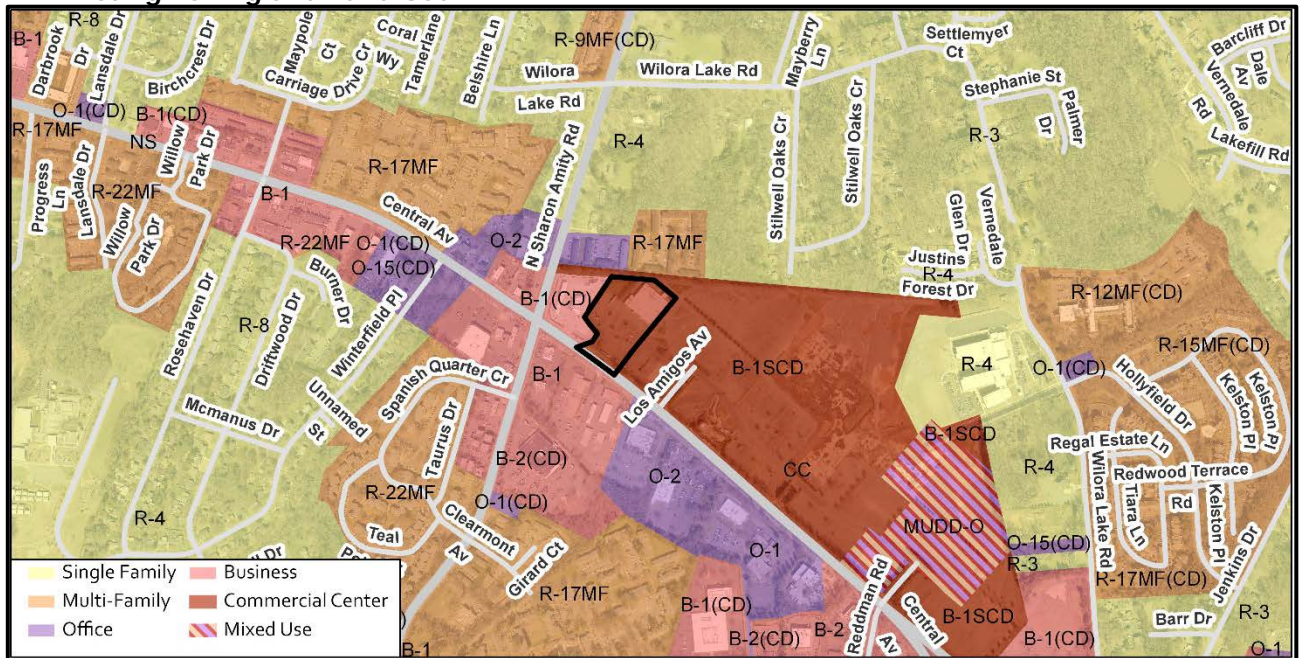 R-8
B-1
Darbrook
Dr
Lansdale Dr
Birchcrest Dr
Maypole
Ct
Carriage Drive Cr
Coral
Wy
Tamerlane
Belshire Ln
R-9MF(CD)
Wilora
Lake Rd
Wilora Lake Rd
Mayberry
Ln
Settlemyer
Ct
Stephanie St
Palmer
Dr
Barcliff Dr
Dale
Av
Vernedale
Rd
Lakefill Rd
O-1(CD)
B-1(CD)
R-17MF
NS
Willow
Park Dr
Progress
Ln
Lansdale Dr
R-22MF
Willow
Park Dr
B-1
R-17MF
Central Av
N Sharon Amity Rd
R-4
Stilwell Oaks Cr
Stilwell Oaks Cr
R-3
R-22MF
O-1(CD)
O-15(CD)
O-2
R-17MF
Glen Dr
Vernedale
Justins
R-4
Forest Dr
R-12MF(CD)
Rosehaven Dr
R-8
Driftwood Dr
Burner Dr
Winterfield Pl
B-1(CD)
Los Amigos Av
B-1SCD
R-4
O-1(CD)
R-15MF(CD)
Hollyfield Dr
Kelston Pl
Kelston Pl
Mcmanus Dr
Unnamed
St
Spanish Quarter Cr
Taurus Dr
B-1
B-2(CD)
O-1(CD)
R-22MF
R-4
Teal
Clearmont
Av
Girard Ct
R-17MF
O-2
O-1
CC
B-1SCD
MUDD-O
R-4
Regal Estate Ln
Redwood Terrace
Rd
Wilora Lake Rd
Tiara Ln
Kelston Pl
Jenkins Dr
O-15(CD)
R-3
R-17MF(CD)
Barr Dr
R-3
O-1
B-1(CD)
B-2(CD)
B-2
Reddman Rd
Central
Av
B-1SCD
B-1(CD)
B-1
Single Family
Business
Multi-Family
Commercial Center
Office
Mixed Use